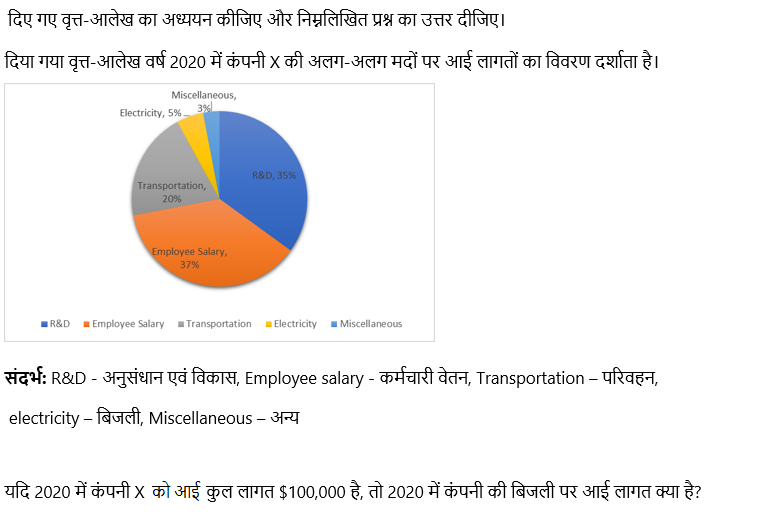 दिए गए वृत्त-आलेख का अध्ययन कीजिए और निम्नलिखित प्रश्न का उत्तर दीजिए।
दिया गया वृत्त-आलेख वर्ष 2020 में कंपनी X की अलग-अलग मदों पर आई लागतों का विवरण दर्शाता है।
Miscellaneous,
3%
Electricity, 5%
R&D, 35%
Transportation,
20%
Employee Salary,
37%
R&D Employee Salary Transportation Electricity Miscellaneous
संदर्भ: R&D - अनुसंधान एवं विकास, Employee salary - कर्मचारी वेतन, Transportation – परिवहन,
electricity – बिजली, Miscellaneous – अन्य
यदि 2020 में कंपनी X को आई कुल लागत $100,000 है, तो 2020 में कंपनी की बिजली पर आई लागत क्या है?